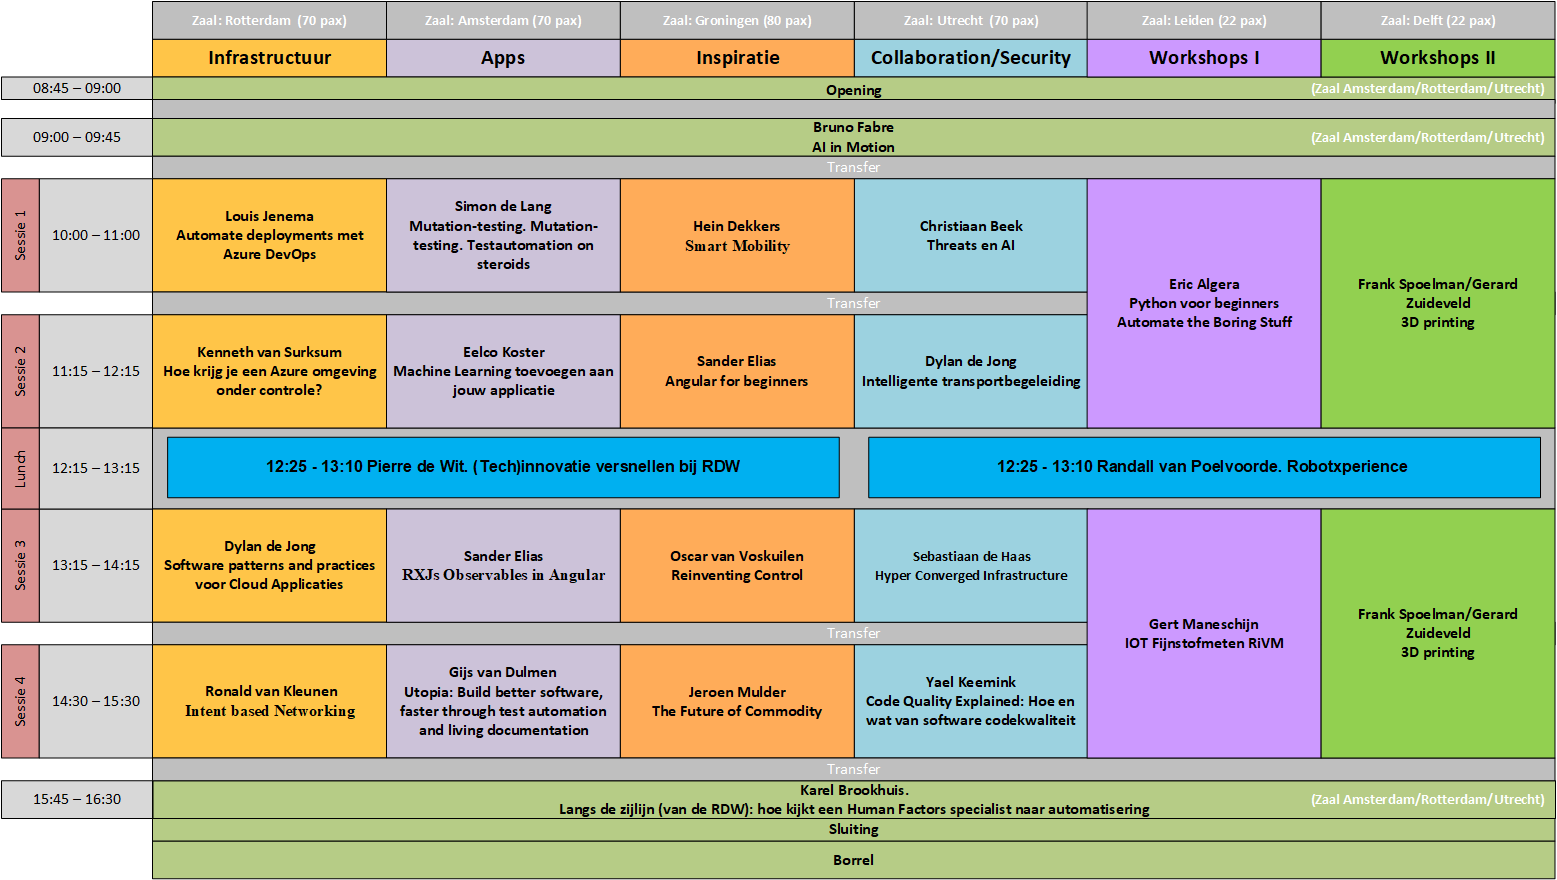 Zaal: Rotterdam (70 pax)
Zaal: Amsterdam (70 pax)
Zaal: Groningen (80 pax)
Zaal: Utrecht (70 pax)
Zaal: Leiden (22 pax)
Zaal: Delft (22 pax)
Infrastructuur
Apps
Inspiratie
Collaboration/Security
Workshops I
Workshops II
08:45 – 09:00
Opening
(Zaal Amsterdam/Rotterdam/Utrecht)
09:00 – 09:45
Bruno Fabre
AI in Motion
(Zaal Amsterdam/Rotterdam/Utrecht)
Transfer
Sessie 1
10:00 – 11:00
Louis Jenema
Automate deployments met
Azure DevOps
Simon de Lang
Mutation-testing. Mutation-
testing. Testautomation on
steroids
Hein Dekkers
Smart Mobility
Christiaan Beek
Threats en AI
Eric Algera
Python voor beginners
Automate the Boring Stuff
Frank Spoelman/Gerard
Zuideveld
3D printing
Transfer
Sessie 2
11:15 – 12:15
Kenneth van Surksum
Hoe krijg je een Azure omgeving
onder controle?
Eelco Koster
Machine Learning toevoegen aan
jouw applicatie
Sander Elias
Angular for beginners
Dylan de Jong
Intelligente transportbegeleiding
Lunch
12:15 – 13:15
12:25 - 13:10 Pierre de Wit. (Tech)innovatie versnellen bij RDW
12:25 - 13:10 Randall van Poelvoorde. Robotxperience
Sessie 3
13:15 – 14:15
Dylan de Jong
Software patterns and practices
voor Cloud Applicaties
Sander Elias
RXJs Observables in Angular
Oscar van Voskuilen
Reinventing Control
Sebastiaan de Haas
Hyper Converged Infrastructure
Gert Maneschijn
IOT Fijnstofmeten RiVM
Frank Spoelman/Gerard
Zuideveld
3D printing
Transfer
Sessie 4
14:30 – 15:30
Ronald van Kleunen
Intent based Networking
Gijs van Dulmen
Utopia: Build better software,
faster through test automation
and living documentation
Jeroen Mulder
The Future of Commodity
Yael Keemink
Code Quality Explained: Hoe en
wat van software codekwaliteit
Transfer
15:45 – 16:30
Karel Brookhuis.
Langs de zijlijn (van de RDW): hoe kijkt een Human Factors specialist naar automatisering
(Zaal Amsterdam/Rotterdam/Utrecht)
Sluiting
Borrel